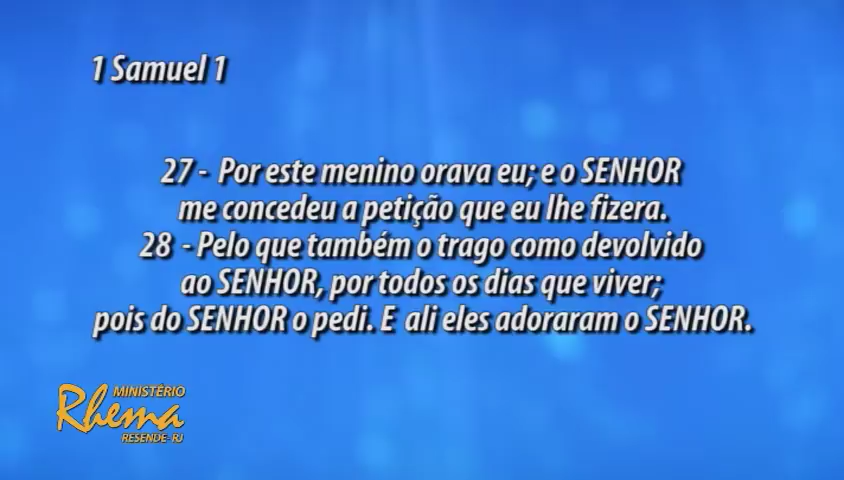 1 Samuel 1
27 - Por este menino orava eu; e o SENHOR
me concedeu a petição que eu lhe fizera.
28 - Pelo que também o trago como devolvido
ao SENHOR, por todos os dias que viver;
pois do SENHOR o pedi. E ali eles adoraram o SENHOR.
MINISTÉRIO
Rhema
RESENDE-RJ